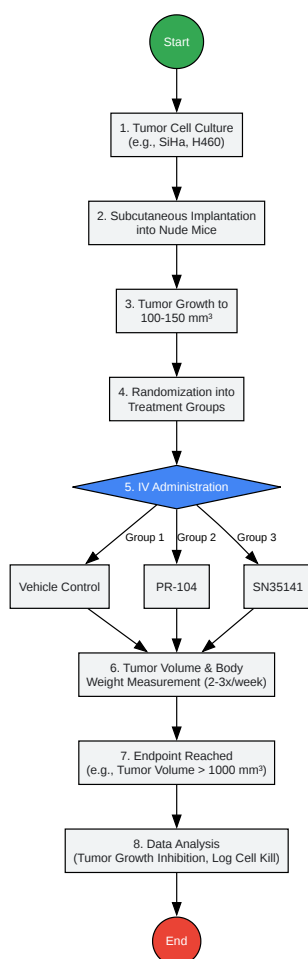 Start
1. Tumor Cell Culture
(e.g., SiHa, H460)
2. Subcutaneous Implantation
into Nude Mice
3. Tumor Growth to
100-150 mm³
4. Randomization into
Treatment Groups
5. IV Administration
Group 1
Group 2
Group 3
Vehicle Control
PR-104
SN35141
6. Tumor Volume & Body
Weight Measurement (2-3x/week)
7. Endpoint Reached
(e.g., Tumor Volume > 1000 mm³)
8. Data Analysis
(Tumor Growth Inhibition, Log Cell Kill)
End